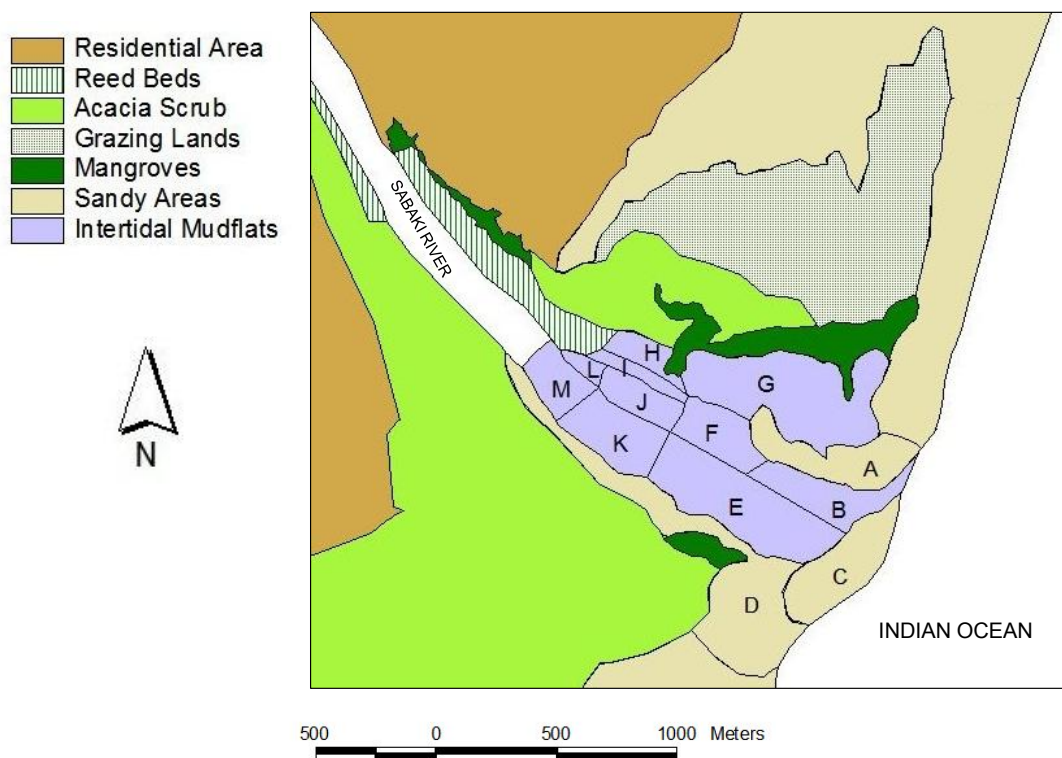 Residential Area
Reed Beds
Acacia Scrub
Grazing Lands
Mangroves
Sandy Areas
Intertidal Mudflats
SABAKI RIVER
N
H
L
I
G
M
J
F
K
A
E
B
C
D
INDIAN OCEAN
500 0 500 1000 Meters